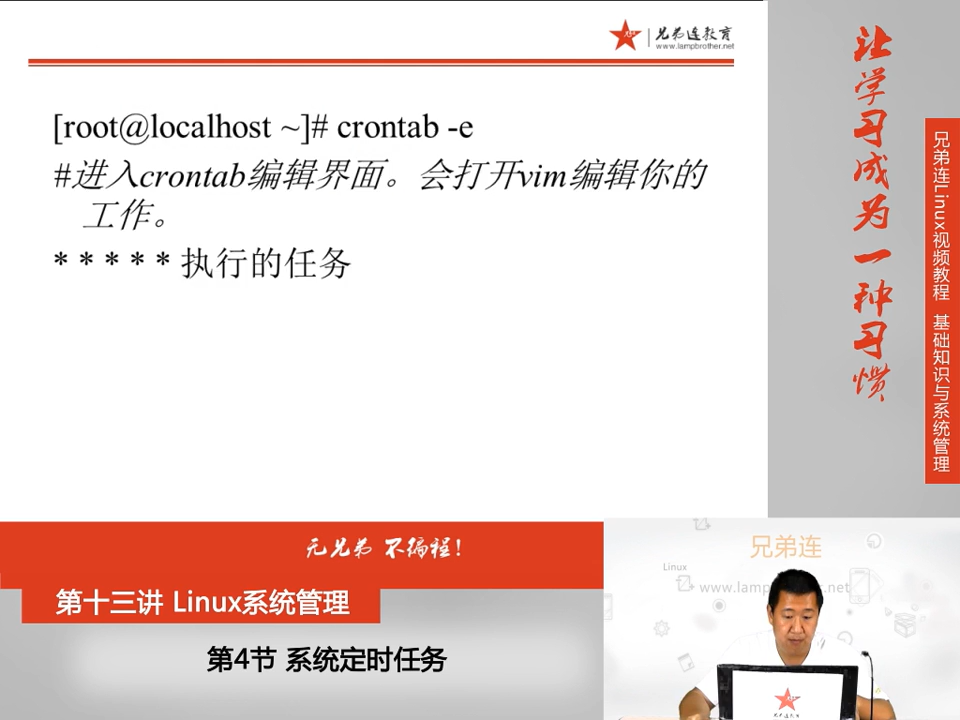 兄弟连教育
www.lampbrother.net
[root@localhost ~]# crontab -e
#进入crontab编辑界面。会打开vim编辑你的
工作。
* * * * * 执行的任务
让学习成为一种习惯
兄弟连Linux视频教程 基础知识与系统管理
无兄弟 不编程!
第十三讲 Linux系统管理
第4节 系统定时任务
兄弟连
Linux
兄弟连教育